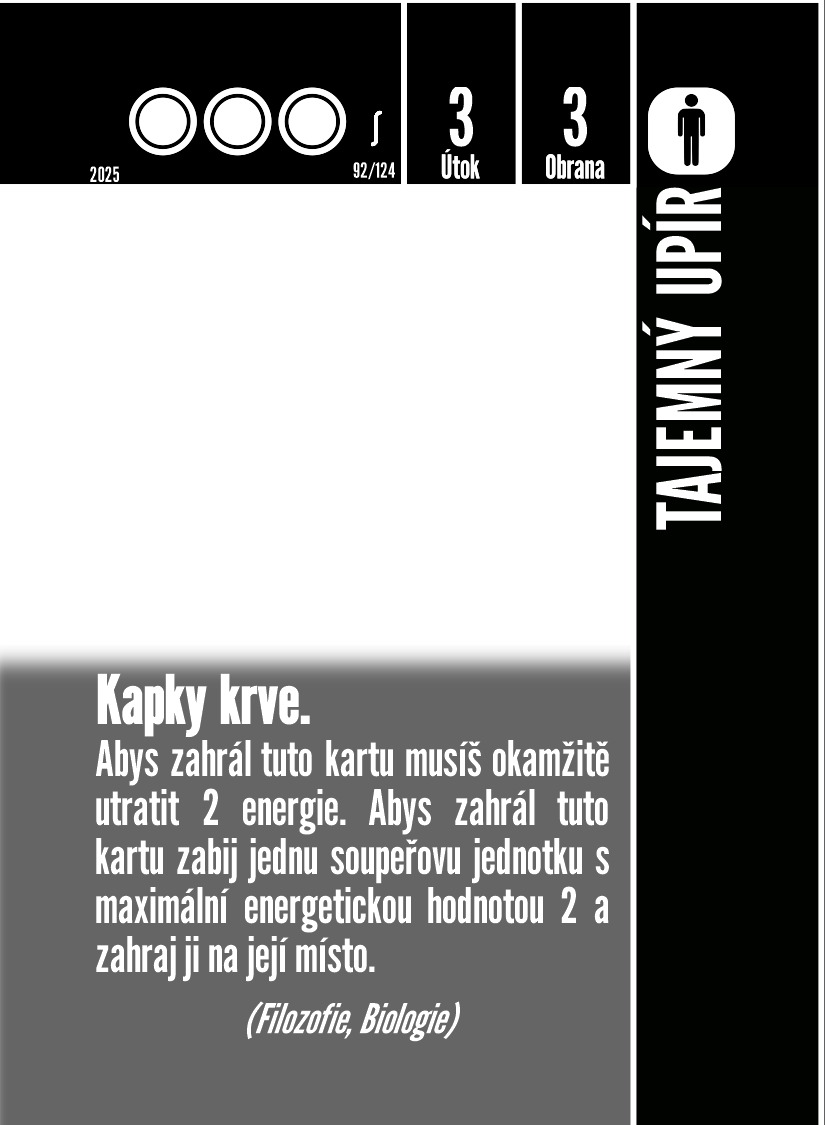 2025
ʃ
92/124
3
Útok
3
Obrana
TAJEMNÝ UPÍR
Kapky krve.
Abys zahrál tuto kartu musíš okamžitě
utratit 2 energie. Abys zahrál tuto
kartu zabij jednu soupeřovu jednotku s
maximální energetickou hodnotou 2 a
zahraj ji na její místo.
(Filozofie, Biologie)